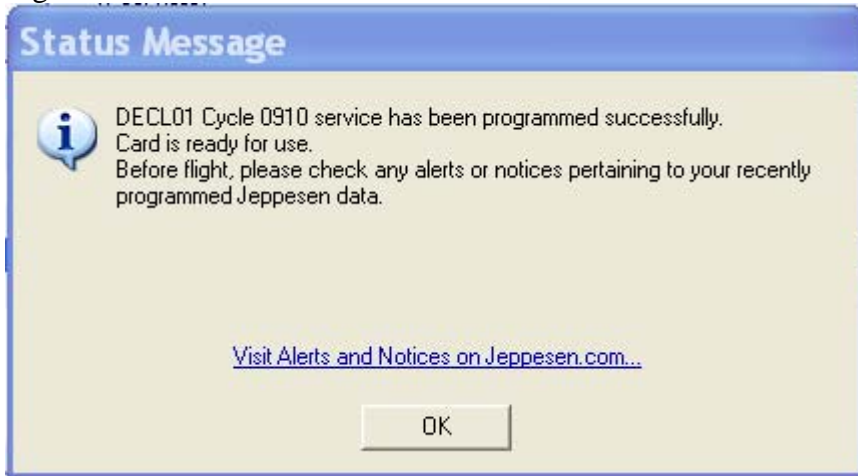 Status Message
DECL01 Cycle 0910 service has been programmed successfully.
Card is ready for use.
Before flight, please check any alerts or notices pertaining to your recently
programmed Jeppesen data.
Visit Alerts and Notices on Jeppesen.com...
OK